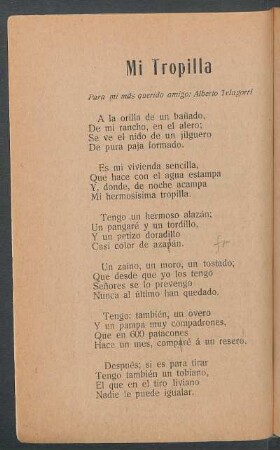 Mi Tropilla
Para mi más querido amigo: Alberto Telagorri
A la orilla de un bañado,
De mi rancho, en el alero;
Se ve el nido de un jilguero
De pura paja formado.
Es mi vivienda sencilla,
Que hace con el agua estampa
Y, donde, de noche acampa
Mi hermosísima tropilla.
Tengo un hermoso alazán;
Un pangaré y un tordillo,
Y un petizo doradillo
Casi color de azapán.
Un zaino, un moro, un tostado;
Que desde que yo los tengo
Señores se lo prevengo
Nunca al último han quedado.
Tengo: también, un overo
Y un pampa muy compadrones,
Que en 600 patacones
Hace un mes, comparé á un resero.
Después; si es para tirar
Tengo también un tobiano,
El que en el tiro liviano
Nadie le puede igualar.